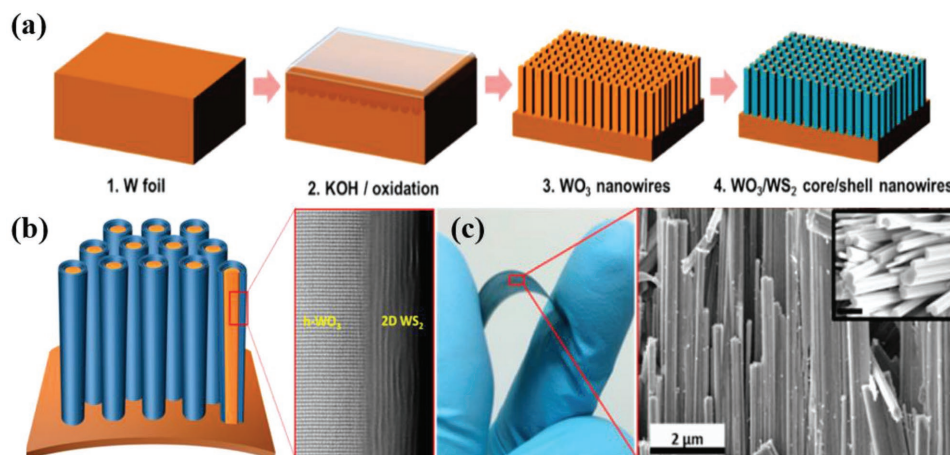 (a)
1. W foil
2. KOH / oxidation
3. WO₃ nanowires
4. WO₃/WS₂ core/shell nanowires
(b)
h-WO₃
2D WS₂
(c)
2 µm